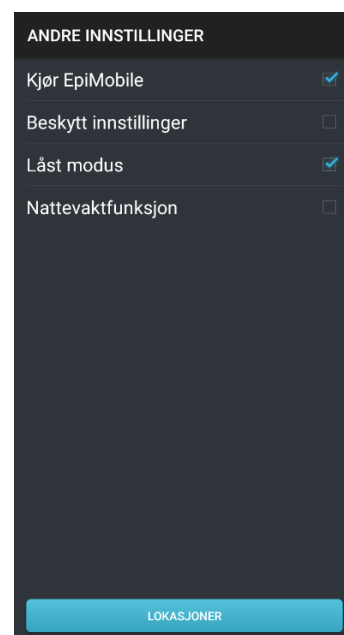 ANDRE INNSTILLINGER
Kjør EpiMobile
Beskytt innstillinger
Låst modus
Nattevaktfunksjon
LOKASJONER